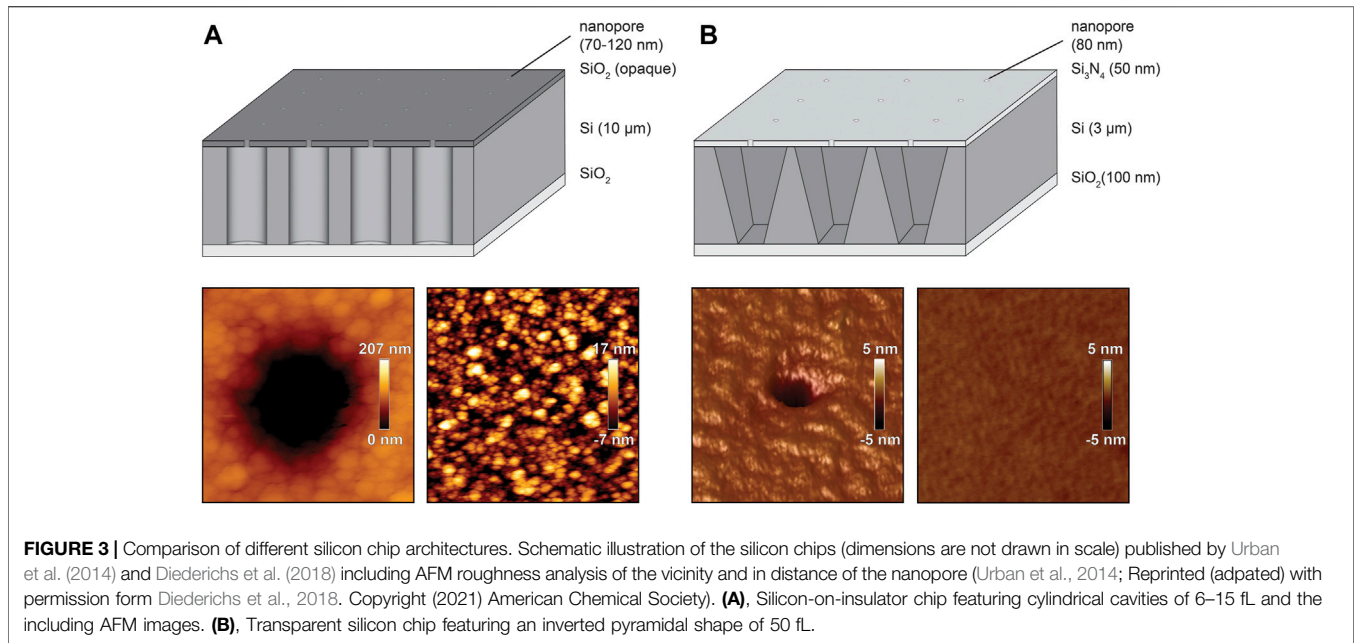 A
nanopore
(70-120 nm)
SiO₂ (opaque)
Si (10 µm)
SiO₂
B
nanopore
(80 nm)
Si₃N₄ (50 nm)
Si (3 µm)
SiO₂(100 nm)
207 nm
0 nm
17 nm
-7 nm
5 nm
-5 nm
5 nm
-5 nm
FIGURE 3 | Comparison of different silicon chip architectures. Schematic illustration of the silicon chips (dimensions are not drawn in scale) published by Urban
et al. (2014) and Diederichs et al. (2018) including AFM roughness analysis of the vicinity and in distance of the nanopore (Urban et al., 2014; Reprinted (adpated) with
permission form Diederichs et al., 2018. Copyright (2021) American Chemical Society). (A), Silicon-on-insulator chip featuring cylindrical cavities of 6–15 fL and the
including AFM images. (B), Transparent silicon chip featuring an inverted pyramidal shape of 50 fL.